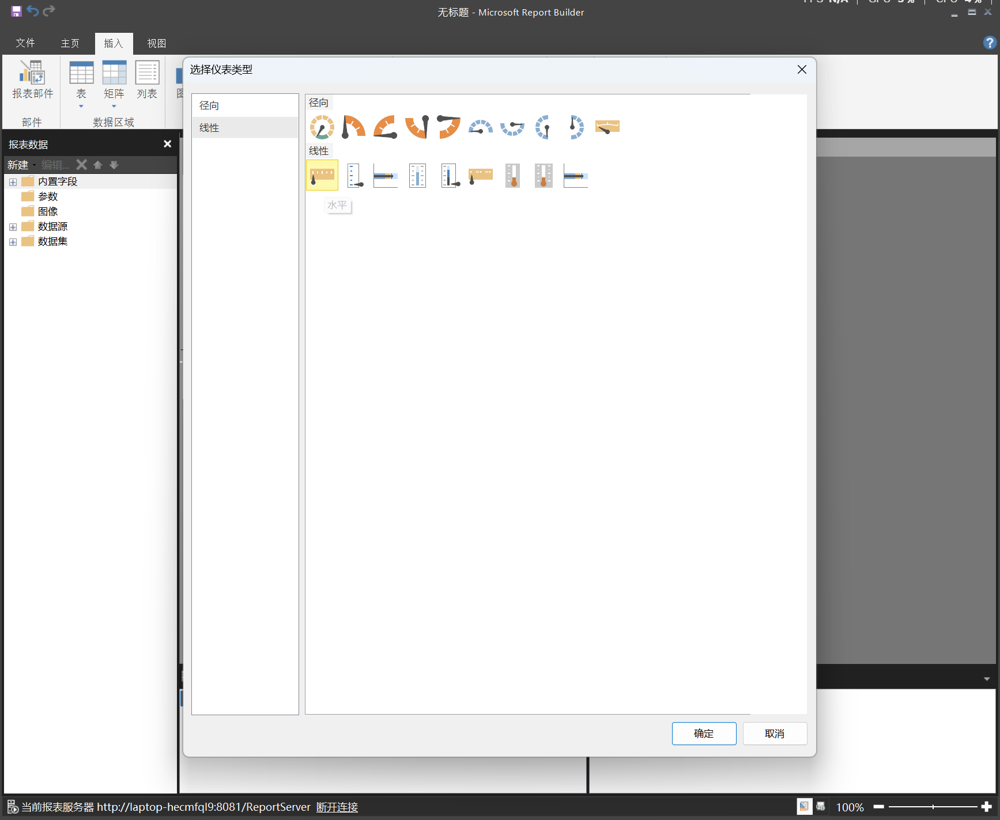 无标题 - Microsoft Report Builder
文件
主页
插入
视图
报表部件
表
矩阵
列表
部件
数据区域
选择仪表类型
径向
线性
径向
线性
水平
报表数据
新建
编辑...
内置字段
参数
图像
数据源
数据集
确定
取消
当前报表服务器 http://laptop-hecmfql9:8081/ReportServer 断开连接
100%